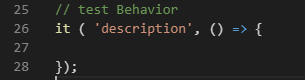 25 // test Behavior
26 it ( 'description', () => {
27
28 });